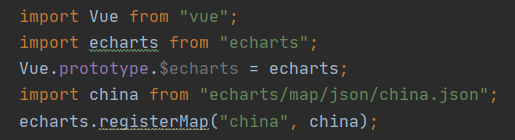 import Vue from "vue";
import echarts from "echarts";
Vue.prototype.$echarts = echarts;
import china from "echarts/map/json/china.json";
echarts.registerMap("china", china);